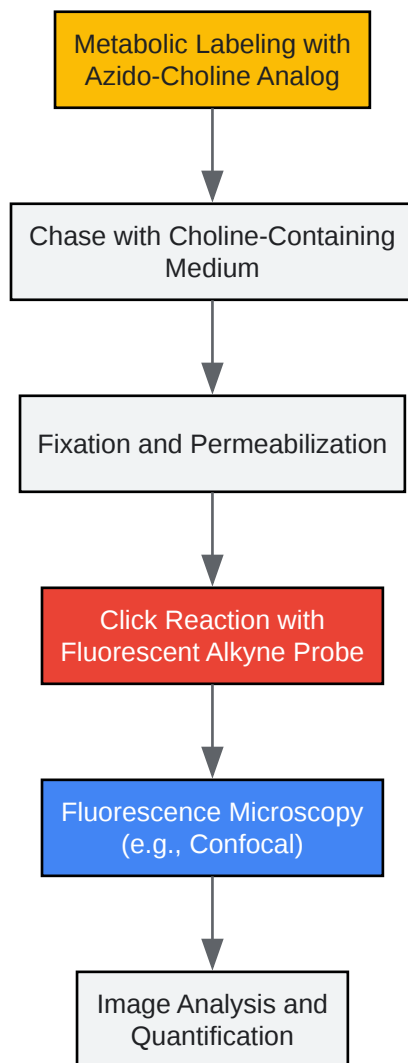 Metabolic Labeling with
Azido-Choline Analog
Chase with Choline-Containing
Medium
Fixation and Permeabilization
Click Reaction with
Fluorescent Alkyne Probe
Fluorescence Microscopy
(e.g., Confocal)
Image Analysis and
Quantification